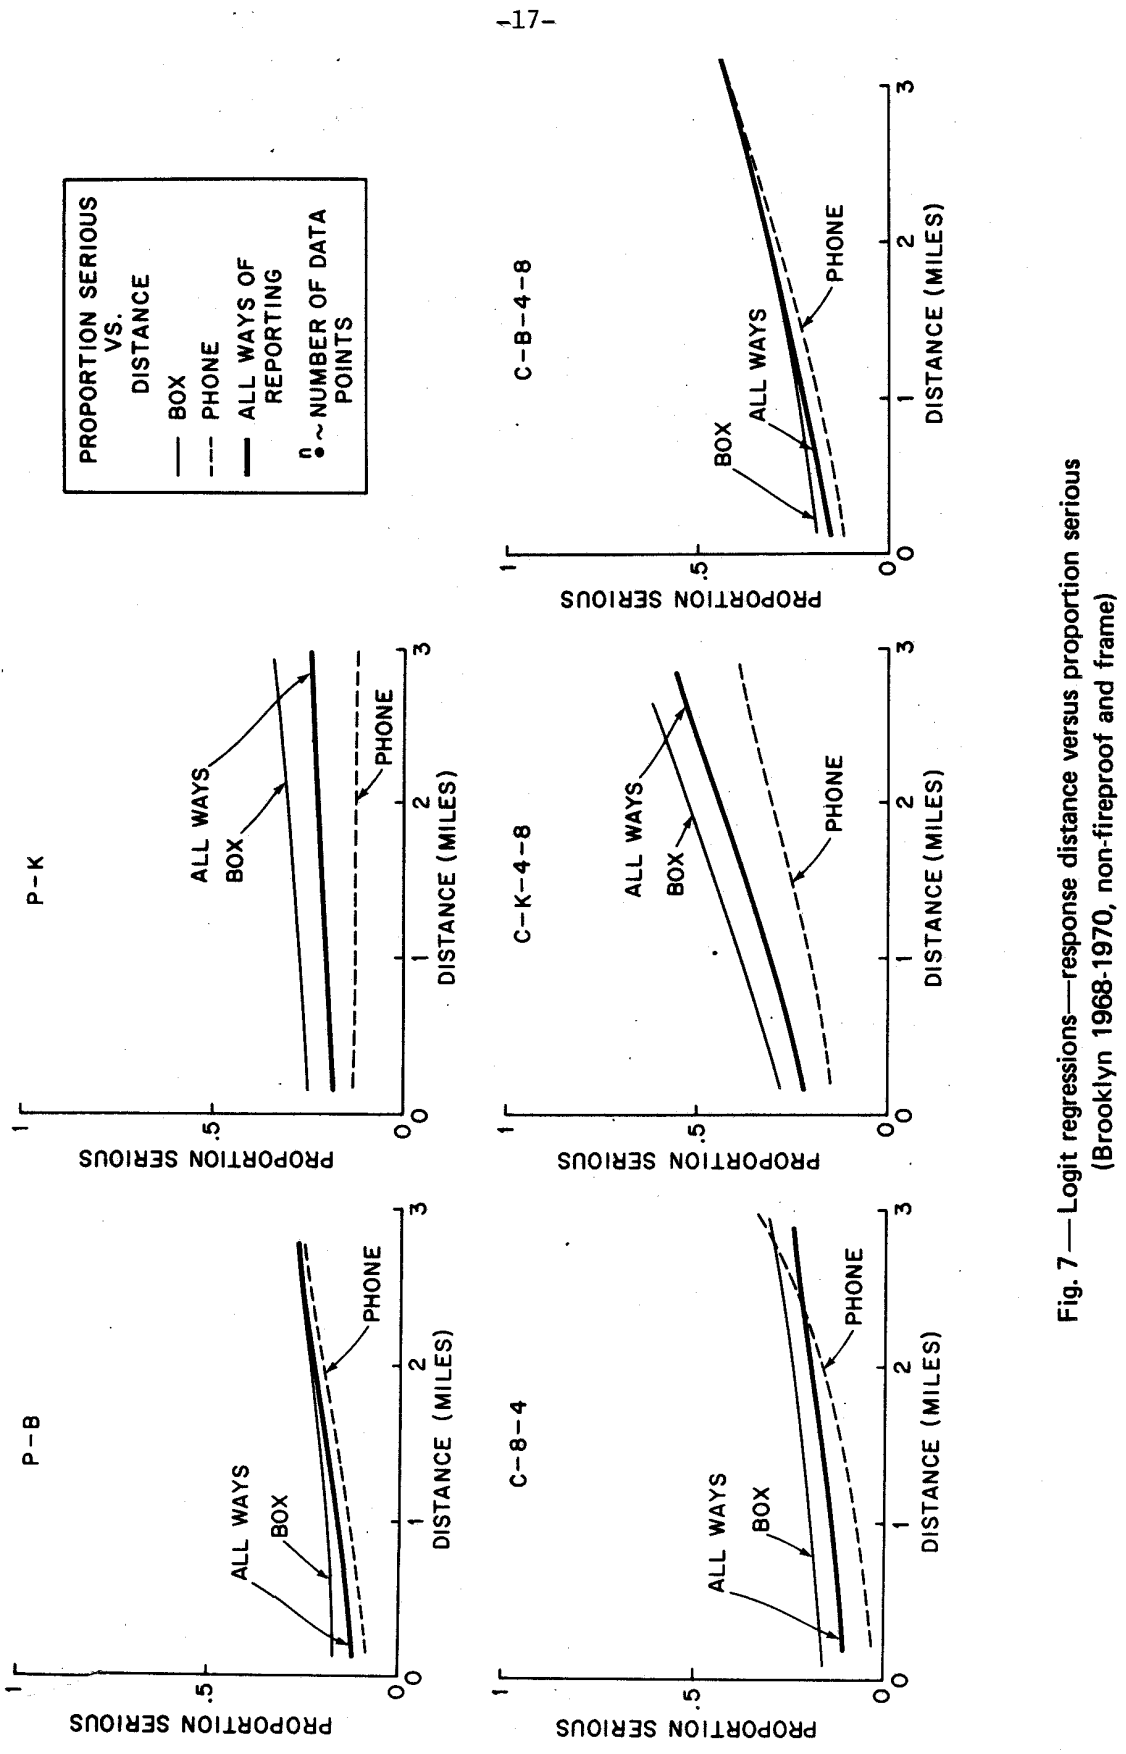 -17-
P-B
1
.5
0
0
1
2
3
PROPORTION SERIOUS
DISTANCE (MILES)
ALL WAYS
BOX
PHONE
P-K
1
.5
0
0
1
2
3
PROPORTION SERIOUS
DISTANCE (MILES)
ALL WAYS
BOX
PHONE
PROPORTION SERIOUS
VS.
DISTANCE
BOX
PHONE
ALL WAYS OF
REPORTING
n
~ NUMBER OF DATA
POINTS
C-8-4
1
.5
0
0
1
2
3
PROPORTION SERIOUS
DISTANCE (MILES)
ALL WAYS
BOX
PHONE
C-K-4-8
1
.5
0
0
1
2
3
PROPORTION SERIOUS
DISTANCE (MILES)
ALL WAYS
BOX
PHONE
C-B-4-8
1
.5
0
0
1
2
3
PROPORTION SERIOUS
DISTANCE (MILES)
BOX
ALL WAYS
PHONE
Fig. 7—Logit regressions—response distance versus proportion serious
(Brooklyn 1968-1970, non-fireproof and frame)